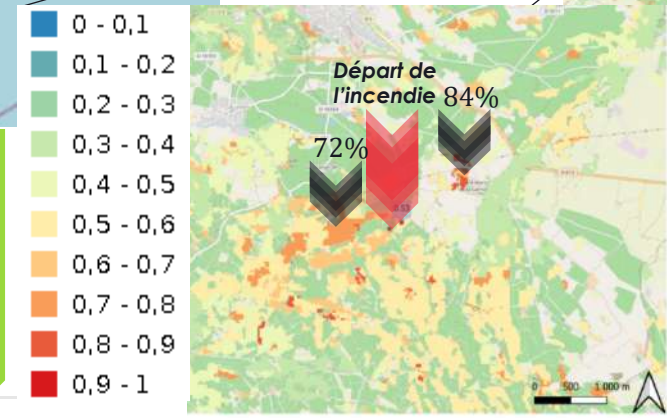 0 - 0,1
0,1 - 0,2
0,2 - 0,3
0,3 - 0,4
0,4 - 0,5
0,5 - 0,6
0,6 - 0,7
0,7 - 0,8
0,8 - 0,9
0,9 - 1
Départ de
l'incendie 84%
72%
0 500 1 000 m